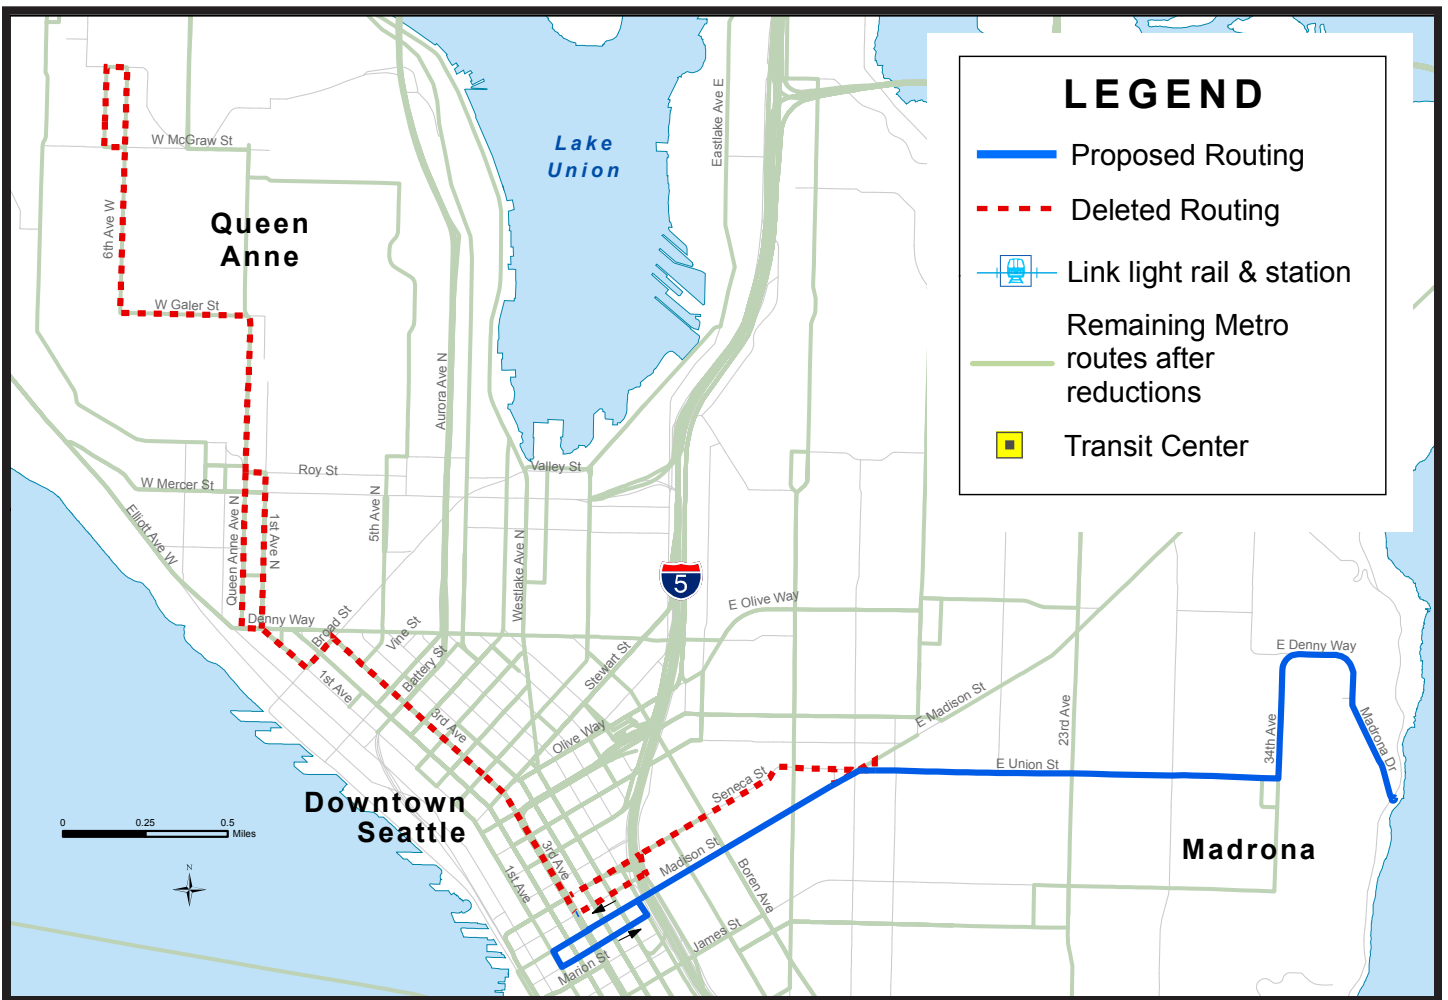 LEGEND
Proposed Routing
Deleted Routing
Link light rail & station
Remaining Metro
routes after
reductions
Transit Center
Lake
Union
Eastlake Ave E
W McGraw St
6th Ave W
Queen
Anne
W Galer St
Aurora Ave N
Roy St
Valley St
W Mercer St
Elliott Ave W
Queen Anne Ave N
1st Ave N
5th Ave N
Westlake Ave N
5
E Olive Way
Denny Way
Broad St
Vine St
Battery St
Stewart St
1st Ave
3rd Ave
Olive Way
E Denny Way
E Madison St
23rd Ave
34th Ave
Madrona Dr
E Union St
Seneca St
Downtown
Seattle
0 0.25 0.5
Miles
N
3rd Ave
1st Ave
Madison St
Boren Ave
Madrona
James St
Marion St